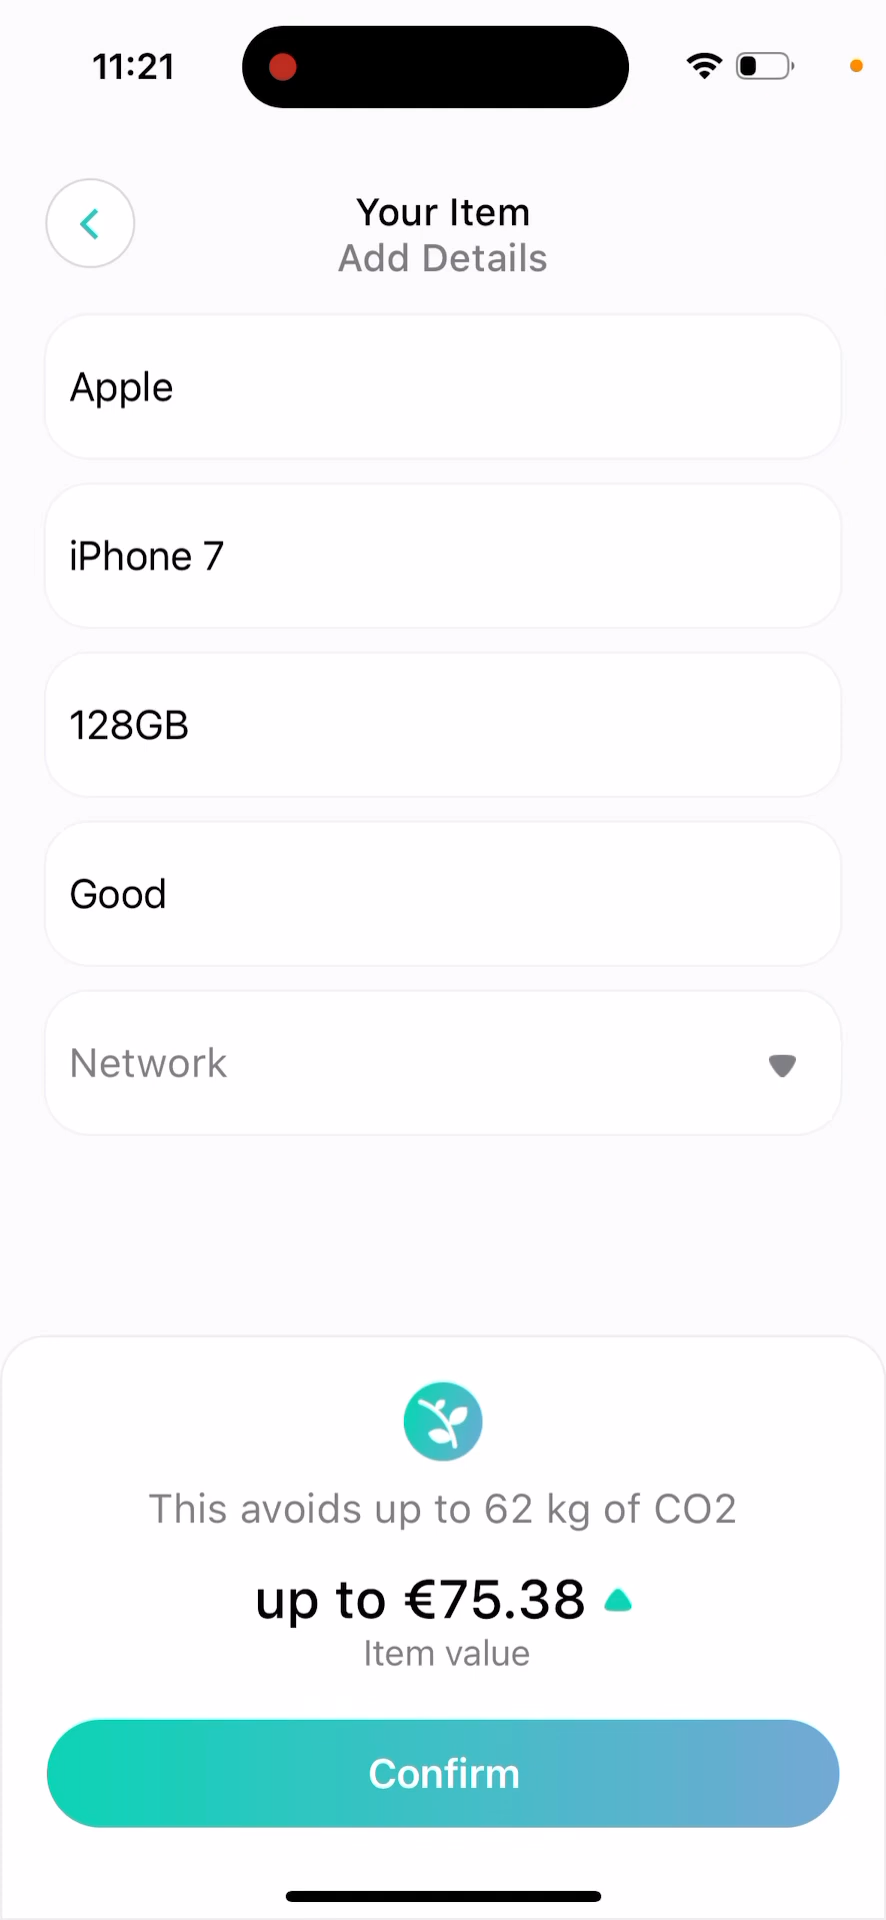 11:21
Your Item
Add Details
Apple
iPhone 7
128GB
Good
Network
This avoids up to 62 kg of CO2
up to €75.38
Item value
Confirm